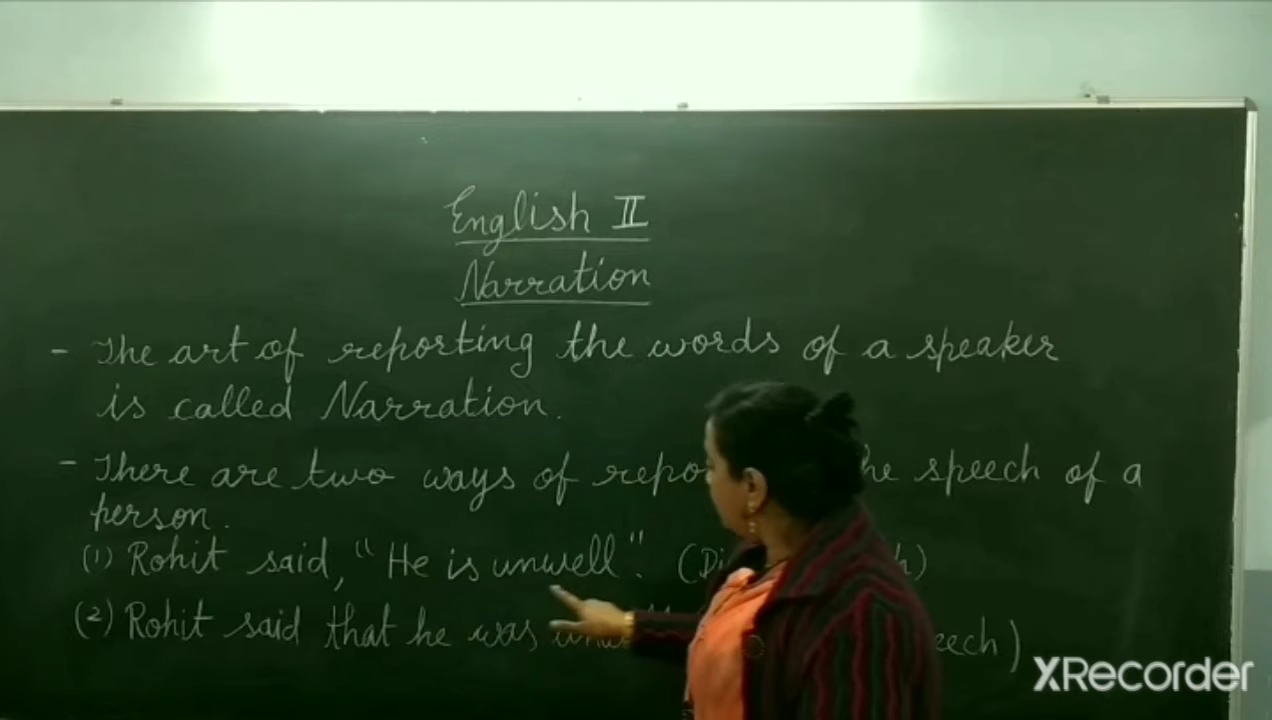 English II
Narration
- The art of reporting the words of a speaker
is called Narration.
- There are two ways of repo he speech of a
person.
(1) Rohit said, "He is unwell". (Di h)
(2) Rohit said that he was eech)
XRecorder